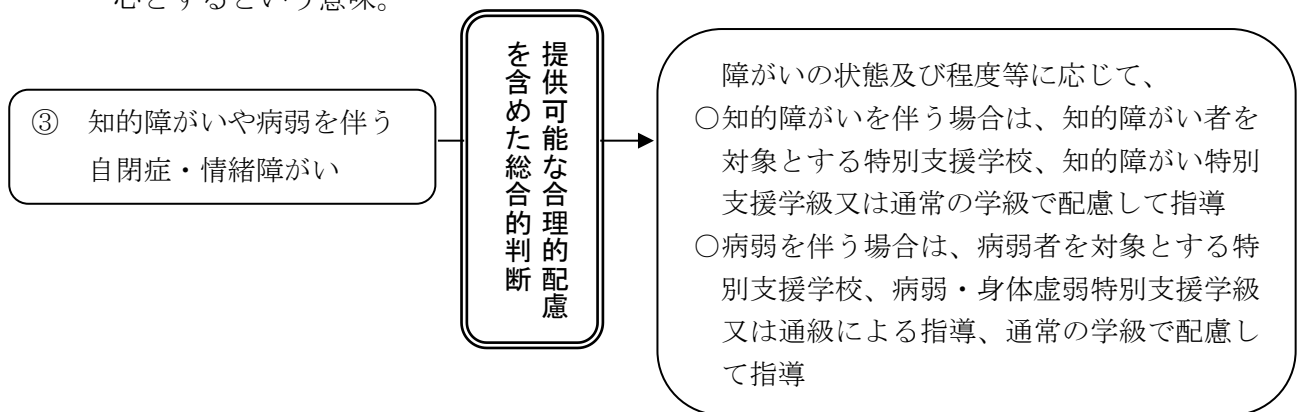 心とするという意味。
③ 知的障がいや病弱を伴う
自閉症・情緒障がい
提供可能な合理的配慮
を含めた総合的判断
障がいの状態及び程度等に応じて、
○知的障がいを伴う場合は、知的障がい者を
対象とする特別支援学校、知的障がい特別
支援学級又は通常の学級で配慮して指導
○病弱を伴う場合は、病弱者を対象とする特
別支援学校、病弱・身体虚弱特別支援学級
又は通級による指導、通常の学級で配慮し
て指導